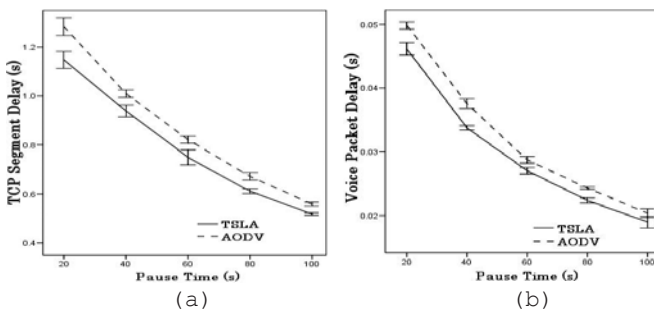 TCP Segment Delay (s)
1.2
1.0
0.8
0.6
0.4
TSLA
AODV
20 40 60 80 100
Pause Time (s)
(a)
Voice Packet Delay (s)
0.05
0.04
0.03
0.02
TSLA
AODV
20 40 60 80 100
Pause Time (s)
(b)